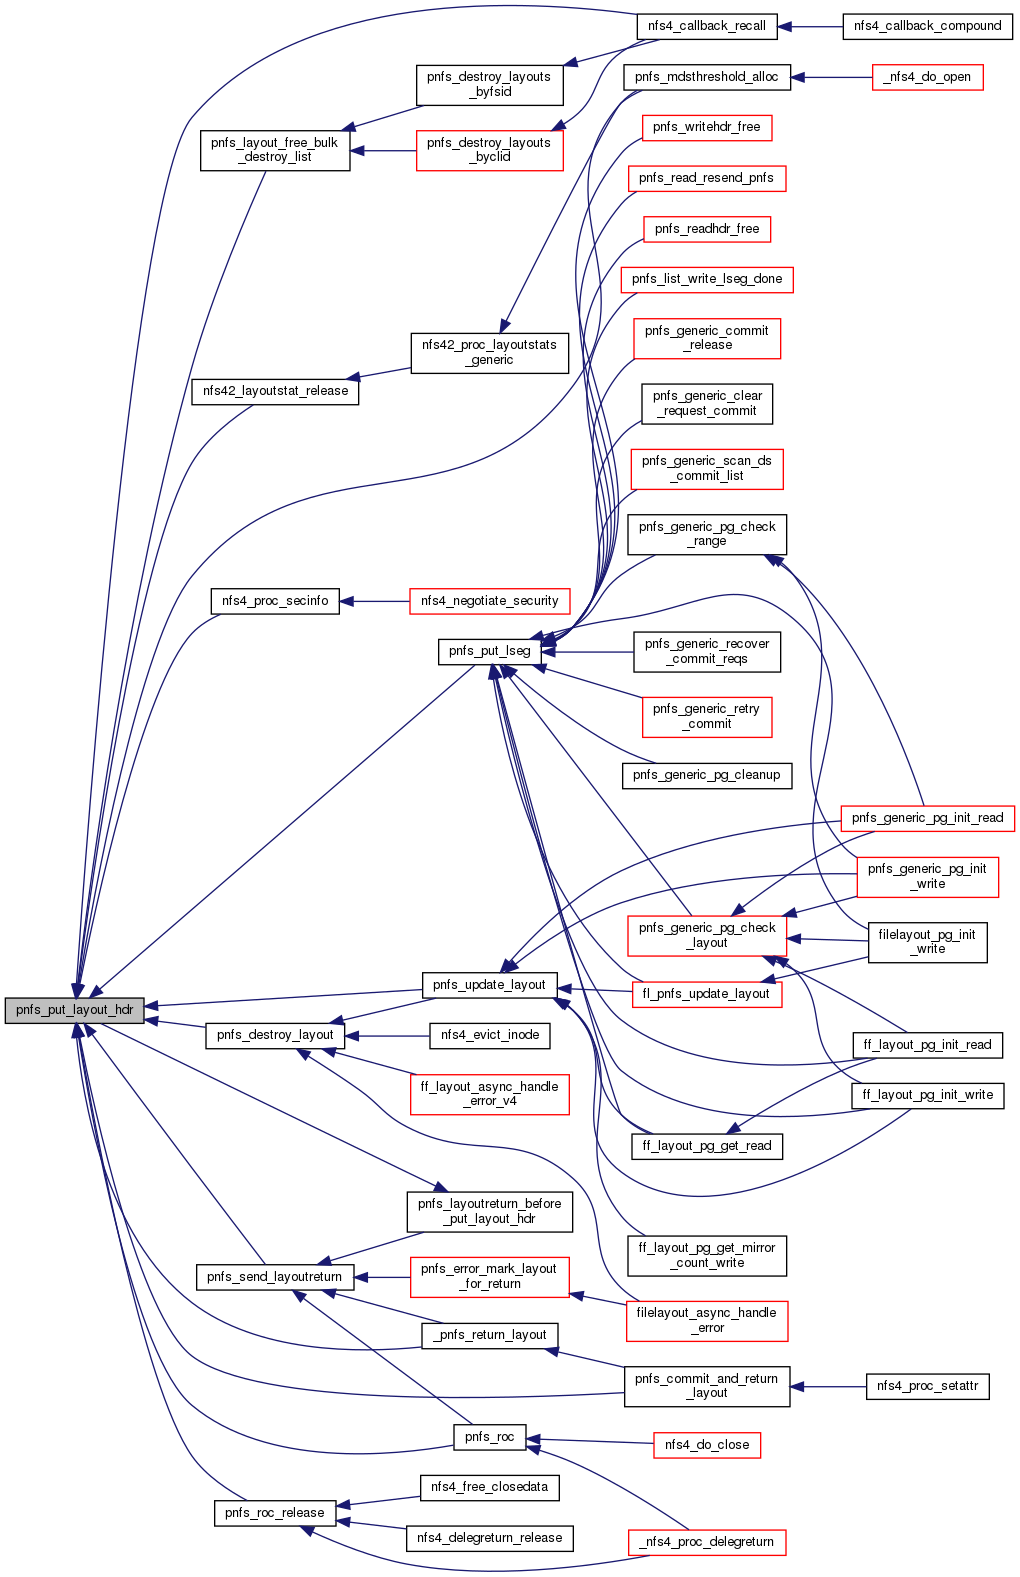 nfs4_callback_recall
nfs4_callback_compound
pnfs_destroy_layouts
_byfsid
pnfs_mdsthreshold_alloc
_nfs4_do_open
pnfs_writehdr_free
pnfs_layout_free_bulk
_destroy_list
pnfs_destroy_layouts
_byclid
pnfs_read_resend_pnfs
pnfs_readhdr_free
pnfs_list_write_lseg_done
pnfs_generic_commit
_release
nfs42_proc_layoutstats
_generic
nfs42_layoutstat_release
pnfs_generic_clear
_request_commit
pnfs_generic_scan_ds
_commit_list
pnfs_generic_pg_check
_range
nfs4_proc_secinfo
nfs4_negotiate_security
pnfs_put_lseg
pnfs_generic_recover
_commit_reqs
pnfs_generic_retry
_commit
pnfs_generic_pg_cleanup
pnfs_generic_pg_init_read
pnfs_generic_pg_init
_write
pnfs_generic_pg_check
_layout
filelayout_pg_init
_write
pnfs_update_layout
fl_pnfs_update_layout
pnfs_put_layout_hdr
pnfs_destroy_layout
nfs4_evict_inode
ff_layout_pg_init_read
ff_layout_async_handle
_error_v4
ff_layout_pg_init_write
ff_layout_pg_get_read
pnfs_layoutreturn_before
_put_layout_hdr
ff_layout_pg_get_mirror
_count_write
pnfs_send_layoutreturn
pnfs_error_mark_layout
_for_return
filelayout_async_handle
_error
_pnfs_return_layout
pnfs_commit_and_return
_layout
nfs4_proc_setattr
pnfs_roc
nfs4_do_close
nfs4_free_closedata
pnfs_roc_release
nfs4_delegreturn_release
_nfs4_proc_delegreturn